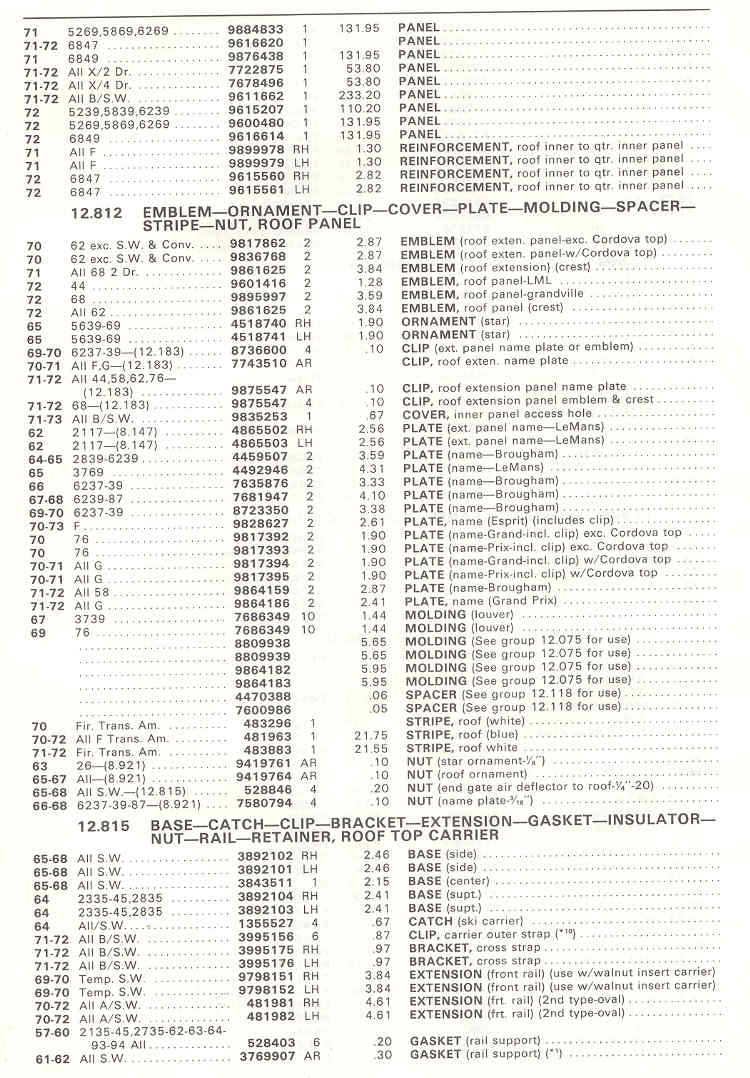 71 5269,5869,6269 ........ 9884833 1 131.95 PANEL
71-72 6847 ................ 9616620 1 PANEL
71 6849 ................ 9876438 1 131.95 PANEL
71-72 All X/2 Dr. ............ 7722875 1 53.80 PANEL
71-72 All X/4 Dr. ............ 7678496 1 53.80 PANEL
71-72 All B/S.W. ............ 9611662 1 233.20 PANEL
72 5239,5839,6239 ........ 9615207 1 110.20 PANEL
72 5269,5869,6269 ........ 9600480 1 131.95 PANEL
72 6849 ................ 9616614 1 131.95 PANEL
71 All F ................ 9899978 RH 1.30 REINFORCEMENT, roof inner to qtr. inner panel ....
71 All F ................ 9899979 LH 1.30 REINFORCEMENT, roof inner to qtr. inner panel ....
72 6847 ................ 9615560 RH 2.82 REINFORCEMENT, roof inner to qtr. inner panel ....
72 6847 ................ 9615561 LH 2.82 REINFORCEMENT, roof inner to qtr. inner panel ....
12.812 EMBLEM—ORNAMENT—CLIP—COVER—PLATE—MOLDING—SPACER—
STRIPE—NUT, ROOF PANEL
70 62 exc. S.W. & Conv. .... 9817862 2 2.87 EMBLEM (roof exten. panel-exc. Cordova top) .......
70 62 exc. S.W. & Conv. .... 9836768 2 2.87 EMBLEM (roof exten. panel-w/Cordova top) .........
71 All 68 2 Dr. ............ 9861625 2 3.84 EMBLEM (roof extension) (crest) ................
72 44 ................ 9601416 2 1.28 EMBLEM, roof panel-LML ................
72 68 ................ 9895997 2 3.59 EMBLEM, roof panel-grandville ................
72 All 62 ................ 9861625 2 3.84 EMBLEM, roof panel (crest) ................
65 5639-69 ................ 4518740 RH 1.90 ORNAMENT (star) ................
65 5639-69 ................ 4518741 LH 1.90 ORNAMENT (star) ................
69-70 6237-39—(12.183) ...... 8736600 4 .10 CLIP (ext. panel name plate or emblem) ............
70-71 All F,G—(12.183) ........ 7743510 AR CLIP, roof exten. name plate ................
71-72 All 44,58,62,76—
(12.183) ................ 9875547 AR .10 CLIP, roof extension panel name plate ............
71-72 68—(12.183) ............ 9875547 4 .10 CLIP, roof extension panel emblem & crest ........
71-73 All B/S.W. ............ 9835253 1 .67 COVER, inner panel access hole ................
62 2117—(8.147) .......... 4865502 RH 2.56 PLATE (ext. panel name—LeMans) ................
62 2117—(8.147) .......... 4865503 LH 2.56 PLATE (ext. panel name—LeMans) ................
64-65 2839-6239 ............ 4459507 2 3.59 PLATE (name—Brougham) ................
65 3769 ................ 4492946 2 4.31 PLATE (name—LeMans) ................
66 6237-39 ................ 7635876 2 3.33 PLATE (name—Brougham) ................
67-68 6239-87 ................ 7681947 2 4.10 PLATE (name—Brougham) ................
69-70 6237-39 ................ 8723350 2 3.38 PLATE (name—Brougham) ................
70-73 F ................ 9828627 2 2.61 PLATE, name (Esprit) (includes clip) ................
70 76 ................ 9817392 2 1.90 PLATE (name-Grand-incl. clip) exc. Cordova top .....
70 76 ................ 9817393 2 1.90 PLATE (name-Prix-incl. clip) exc. Cordova top .......
70-71 All G ................ 9817394 2 1.90 PLATE (name-Grand-incl. clip) w/Cordova top .......
70-71 All G ................ 9817395 2 1.90 PLATE (name-Prix-incl. clip) w/Cordova top ........
71-72 All 58 ................ 9864159 2 2.87 PLATE (name-Brougham) ................
71-72 All G ................ 9864186 2 2.41 PLATE, name (Grand Prix) ................
67 3739 ................ 7686349 10 1.44 MOLDING (louver) ................
69 76 ................ 7686349 10 1.44 MOLDING (louver) ................
................ 8809938 5.65 MOLDING (See group 12.075 for use) ............
................ 8809939 5.65 MOLDING (See group 12.075 for use) ............
................ 9864182 5.95 MOLDING (See group 12.075 for use) ............
................ 9864183 5.95 MOLDING (See group 12.075 for use) ............
................ 4470388 .06 SPACER (See group 12.118 for use) ............
................ 7600986 .05 SPACER (See group 12.118 for use) ............
70 Fir. Trans. Am. .......... 483296 1 STRIPE, roof (white) ................
70-72 All F Trans. Am. ........ 481963 1 21.75 STRIPE, roof (blue) ................
71-72 Fir. Trans. Am. .......... 483883 1 21.55 STRIPE, roof white ................
63 26—(8.921) ............ 9419761 AR .10 NUT (star ornament-⅛") ................
65-67 All—(8.921) ............ 9419764 AR .10 NUT (roof ornament) ................
65-68 All S.W.—(12.815) ...... 528846 4 .20 NUT (end gate air deflector to roof-¼"-20) ..........
66-68 6237-39-87—(8.921) .... 7580794 4 .10 NUT (name plate-³⁄₁₆") ................
12.815 BASE—CATCH—CLIP—BRACKET—EXTENSION—GASKET—INSULATOR—
NUT—RAIL—RETAINER, ROOF TOP CARRIER
65-68 All S.W. ................ 3892102 RH 2.46 BASE (side) ................
65-68 All S.W. ................ 3892101 LH 2.46 BASE (side) ................
65-68 All S.W. ................ 3843511 1 2.15 BASE (center) ................
64 2335-45,2835 .......... 3892104 RH 2.41 BASE (supt.) ................
64 2335-45,2835 .......... 3892103 LH 2.41 BASE (supt.) ................
64 All/S.W. ................ 1355527 4 .67 CATCH (ski carrier) ................
71-72 All B/S.W. ............ 3995156 6 .87 CLIP, carrier outer strap (*¹⁰) ................
71-72 All B/S.W. ............ 3995175 RH .97 BRACKET, cross strap ................
71-72 All B/S.W. ............ 3995176 LH .97 BRACKET, cross strap ................
69-70 Temp. S.W. ............ 9798151 RH 3.84 EXTENSION (front rail) (use w/walnut insert carrier)
69-70 Temp. S.W. ............ 9798152 LH 3.84 EXTENSION (front rail) (use w/walnut insert carrier)
70-72 All A/S.W. ............ 481981 RH 4.61 EXTENSION (frt. rail) (2nd type-oval) ..............
70-72 All A/S.W. ............ 481982 LH 4.61 EXTENSION (frt. rail) (2nd type-oval) ..............
57-60 2135-45,2735-62-63-64-
93-94 All ............ 528403 6 .20 GASKET (rail support) ................
61-62 All S.W. ................ 3769907 AR .30 GASKET (rail support) (*¹) ................